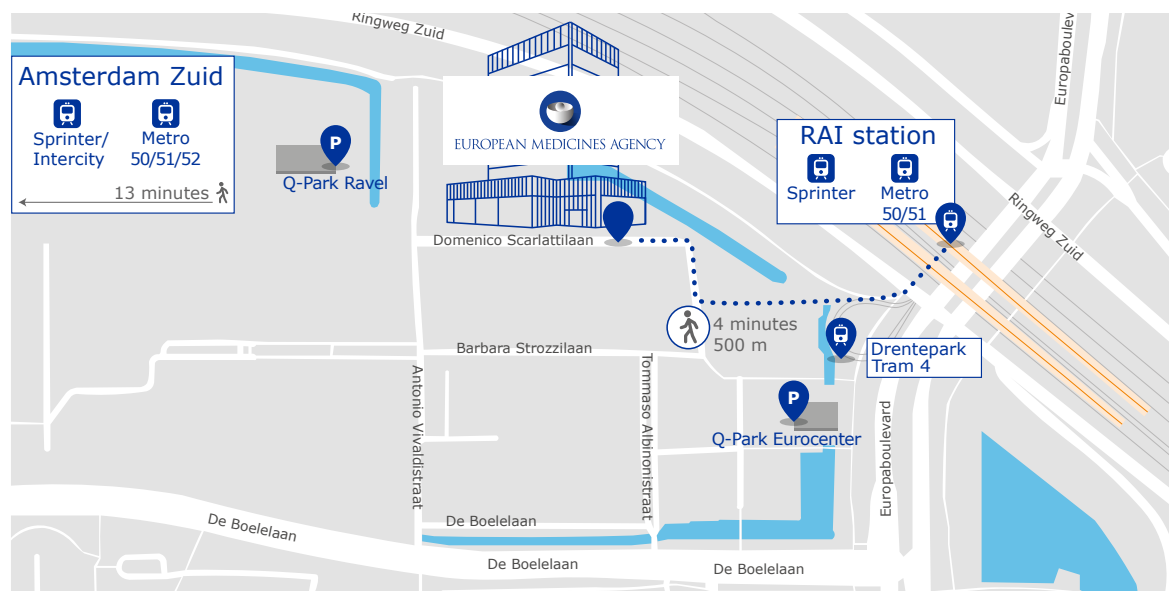 Ringweg Zuid
Europaboulevard
Amsterdam Zuid
Sprinter/
Intercity
Metro
50/51/52
13 minutes
P
Q-Park Ravel
EUROPEAN MEDICINES AGENCY
RAI station
Sprinter
Metro
50/51
Ringweg Zuid
Domenico Scarlattilaan
4 minutes
500 m
Barbara Strozzilaan
Drentepark
Tram 4
Antonio Vivaldistraat
Tommaso Albinonistraat
P
Q-Park Eurocenter
Europaboulevard
De Boelelaan
De Boelelaan
De Boelelaan
De Boelelaan